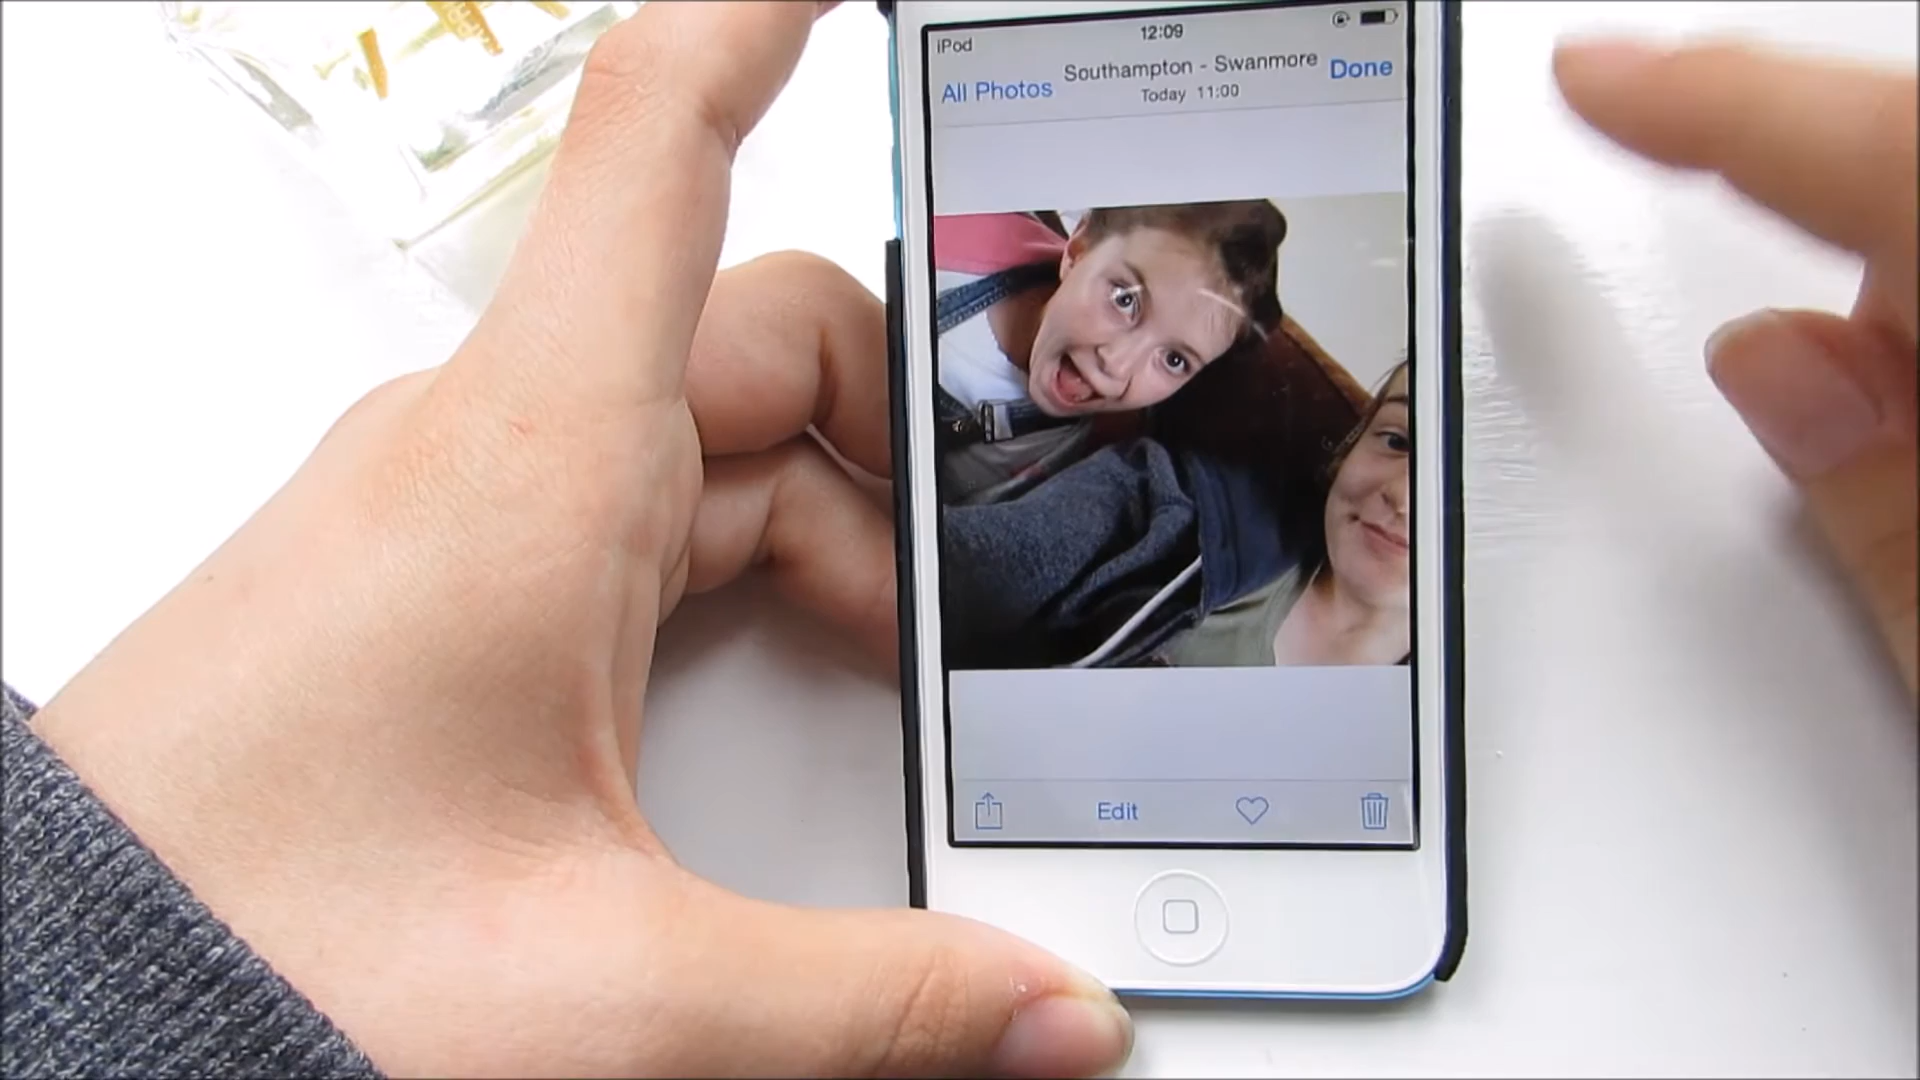 iPod
12:09
All Photos
Southampton - Swanmore
Today 11:00
Done
Edit